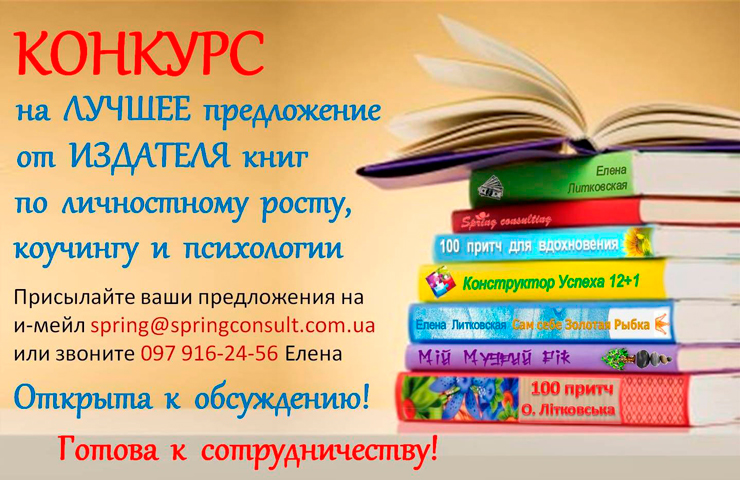 КОНКУРС
на ЛУЧШЕЕ предложение
от ИЗДАТЕЛЯ книг
по личностному росту,
коучингу и психологии
Присылайте ваши предложения на
и-мейл spring@springconsult.com.ua
или звоните 097 916-24-56 Елена
Открыта к обсуждению!
Готова к сотрудничеству!
Елена
Литковская
Spring consulting
100 притч для вдохновения
Конструктор Успеха 12+1
Елена Литковская Сам себе Золотая Рыбка
Мій Мудрий Рік
100 притч
О. Літковська